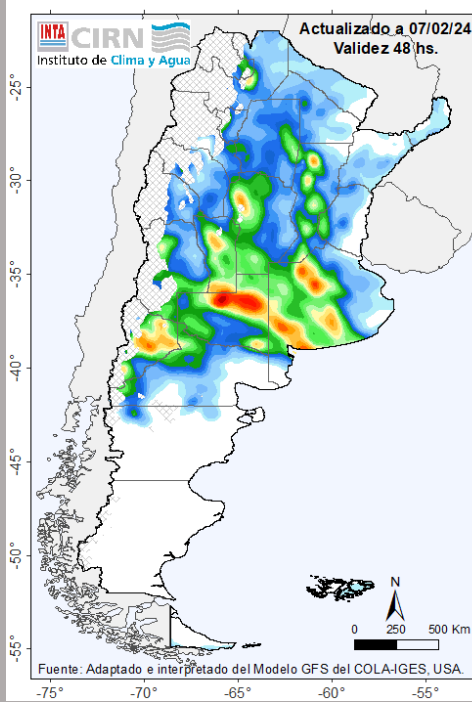 INTA CIRN
Instituto de Clima y Agua
Actualizado a 07/02/24
Validez 48 hs.
-25°
-30°
-35°
-40°
-45°
-50°
-55°
N
0 250 500 Km
Fuente: Adaptado e interpretado del Modelo GFS del COLA-IGES, USA.
-75° -70° -65° -60° -55°